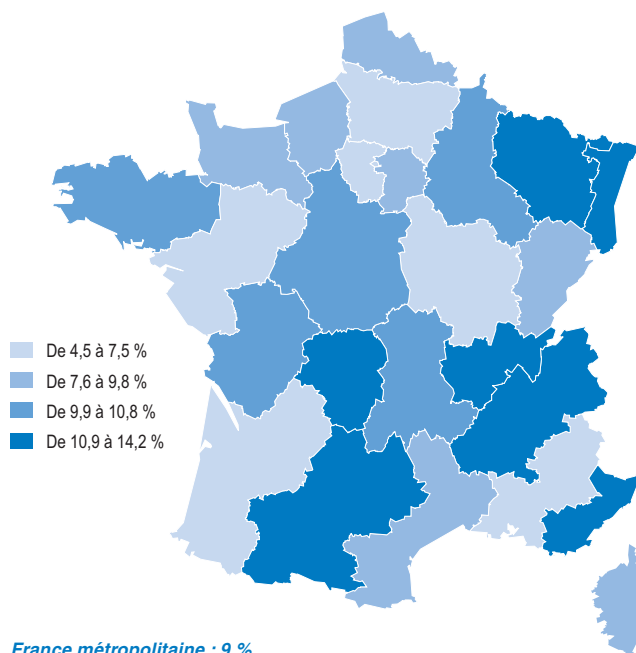 De 4,5 à 7,5 %
De 7,6 à 9,8 %
De 9,9 à 10,8 %
De 10,9 à 14,2 %
France métropolitaine : 9 %